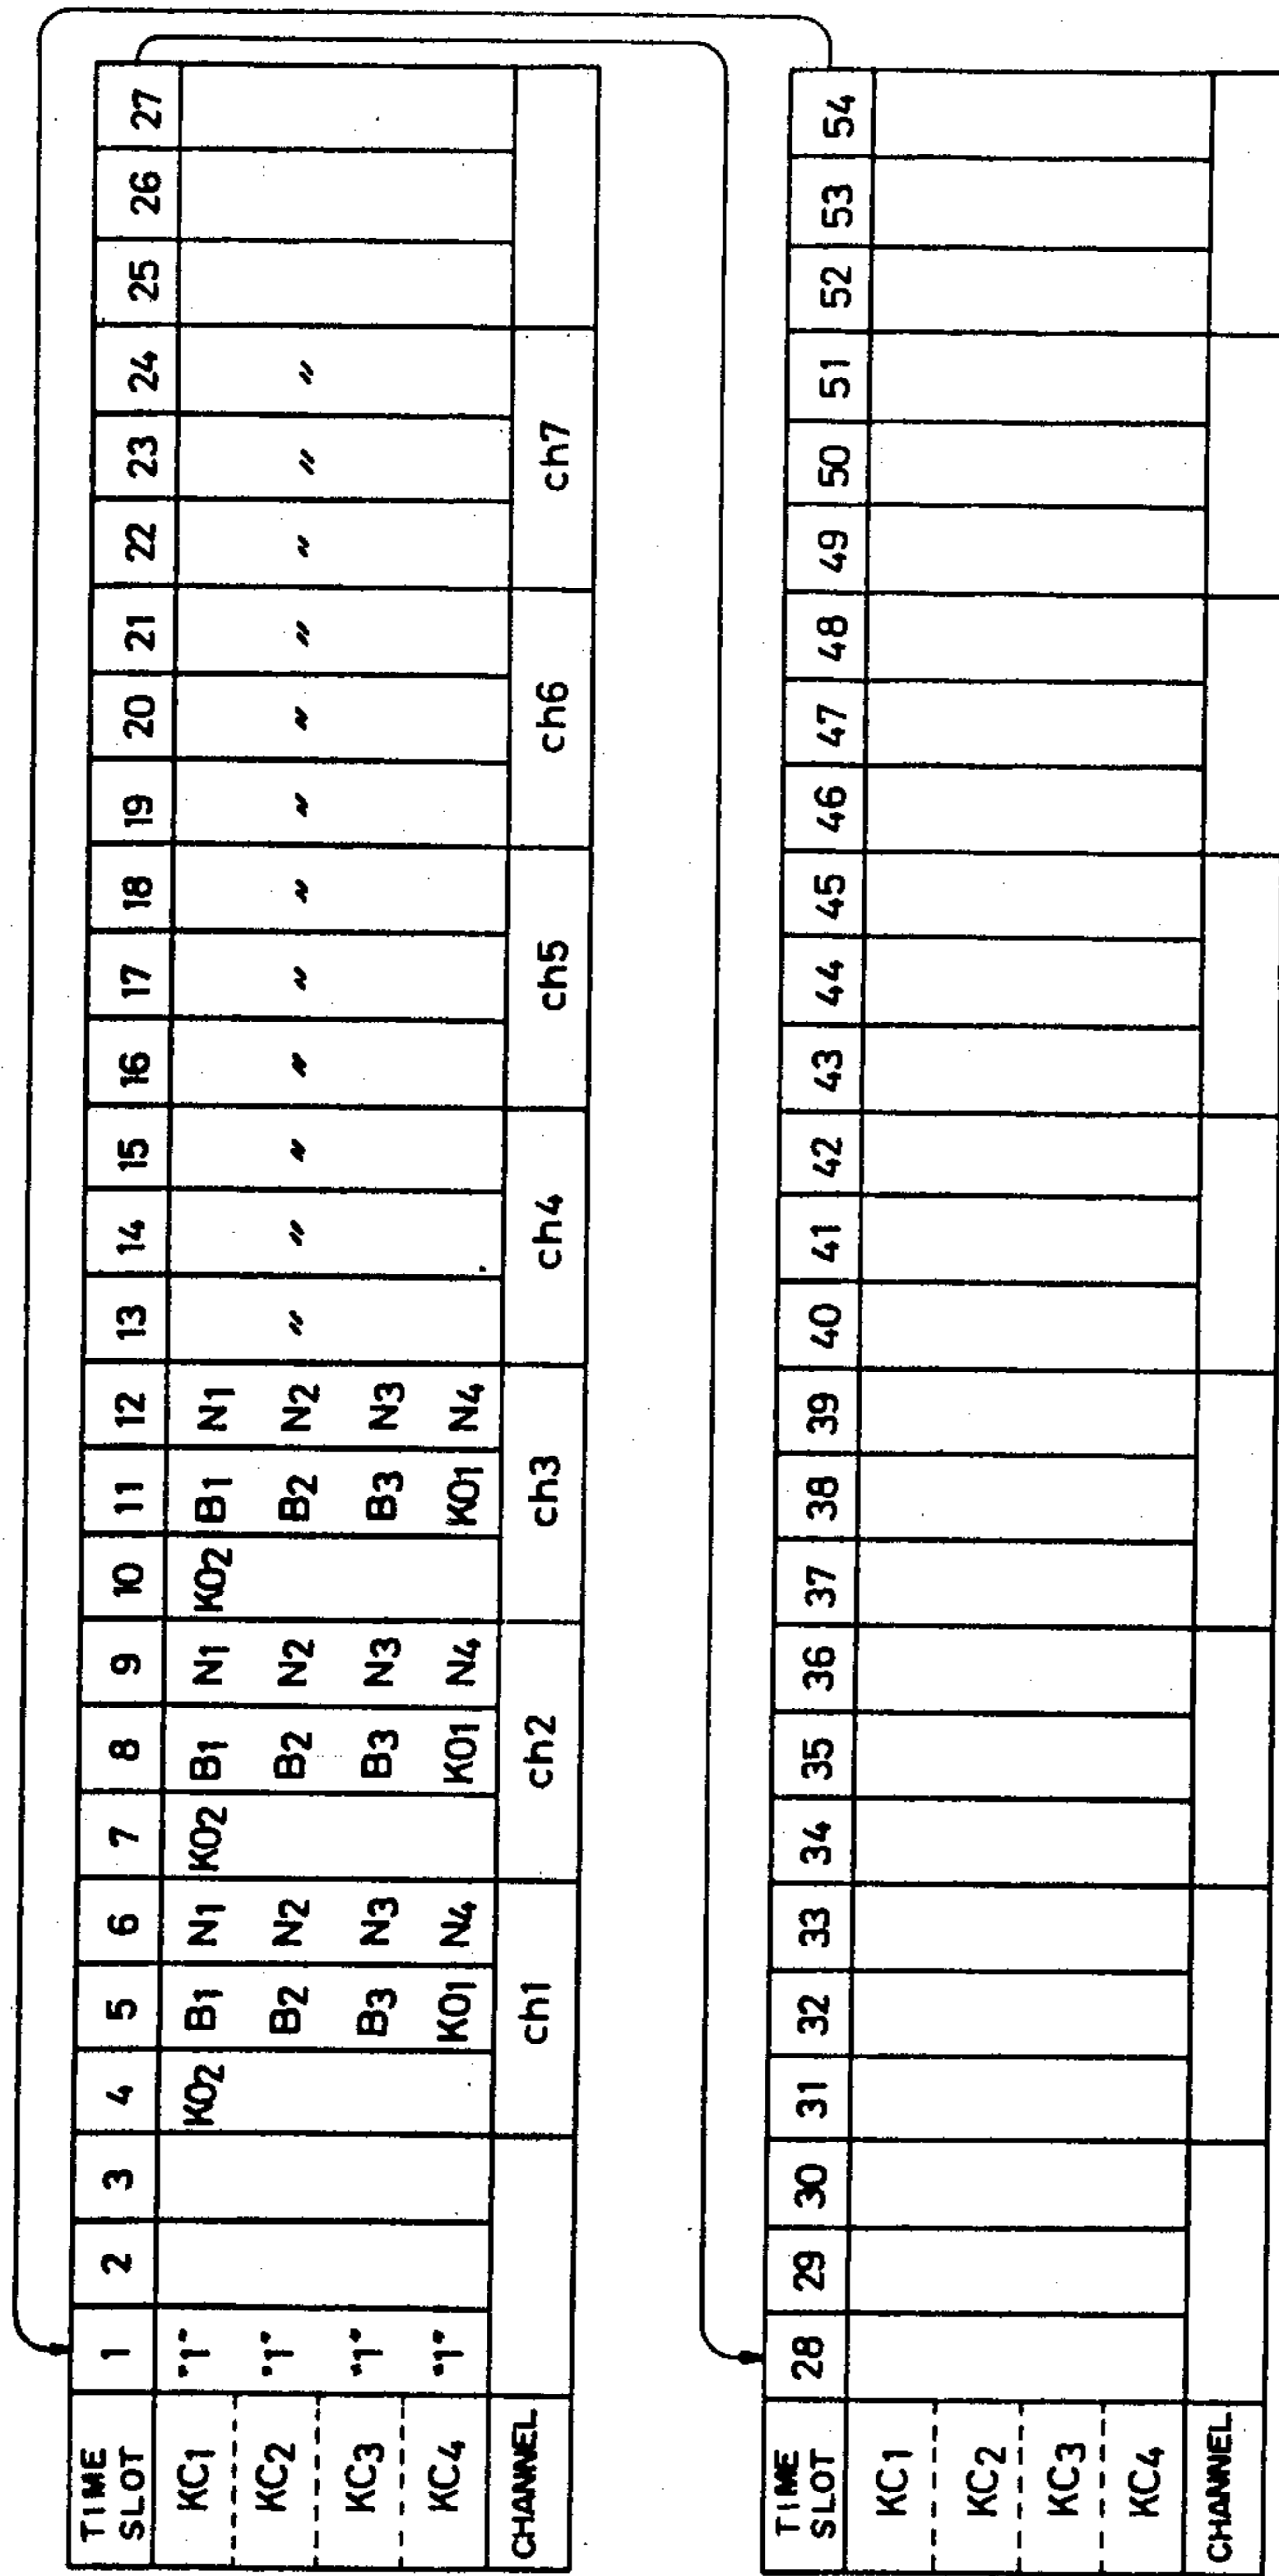 TIME SLOT 1 2 3 4 5 6 7 8 9 10 11 12 13 14 15 16 17 18 19 20 21 22 23 24 25 26 27
KC1 "1" KO2 B1 N1 KO2 B1 N1 KO2 B1 N1
KC2 "1" B2 N2 B2 N2 B2 N2 〃 〃 〃 〃 〃 〃 〃 〃 〃 〃 〃 〃
KC3 "1" B3 N3 B3 N3 B3 N3
KC4 "1" KO1 N4 KO1 N4 KO1 N4
CHANNEL ch1 ch2 ch3 ch4 ch5 ch6 ch7
TIME SLOT 28 29 30 31 32 33 34 35 36 37 38 39 40 41 42 43 44 45 46 47 48 49 50 51 52 53 54
KC1
KC2
KC3
KC4
CHANNEL